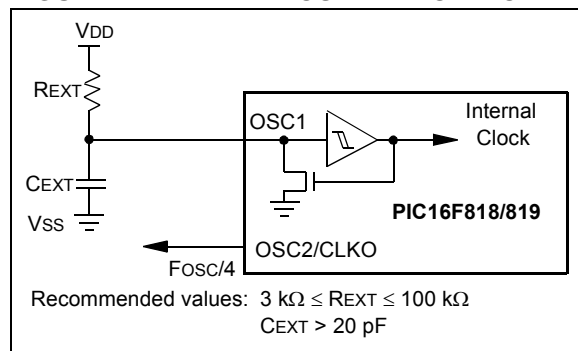 VDD
REXT
OSC1
Internal
Clock
CEXT
PIC16F818/819
VSS
OSC2/CLKO
FOSC/4
Recommended values: 3 kΩ ≤ REXT ≤ 100 kΩ
CEXT > 20 pF